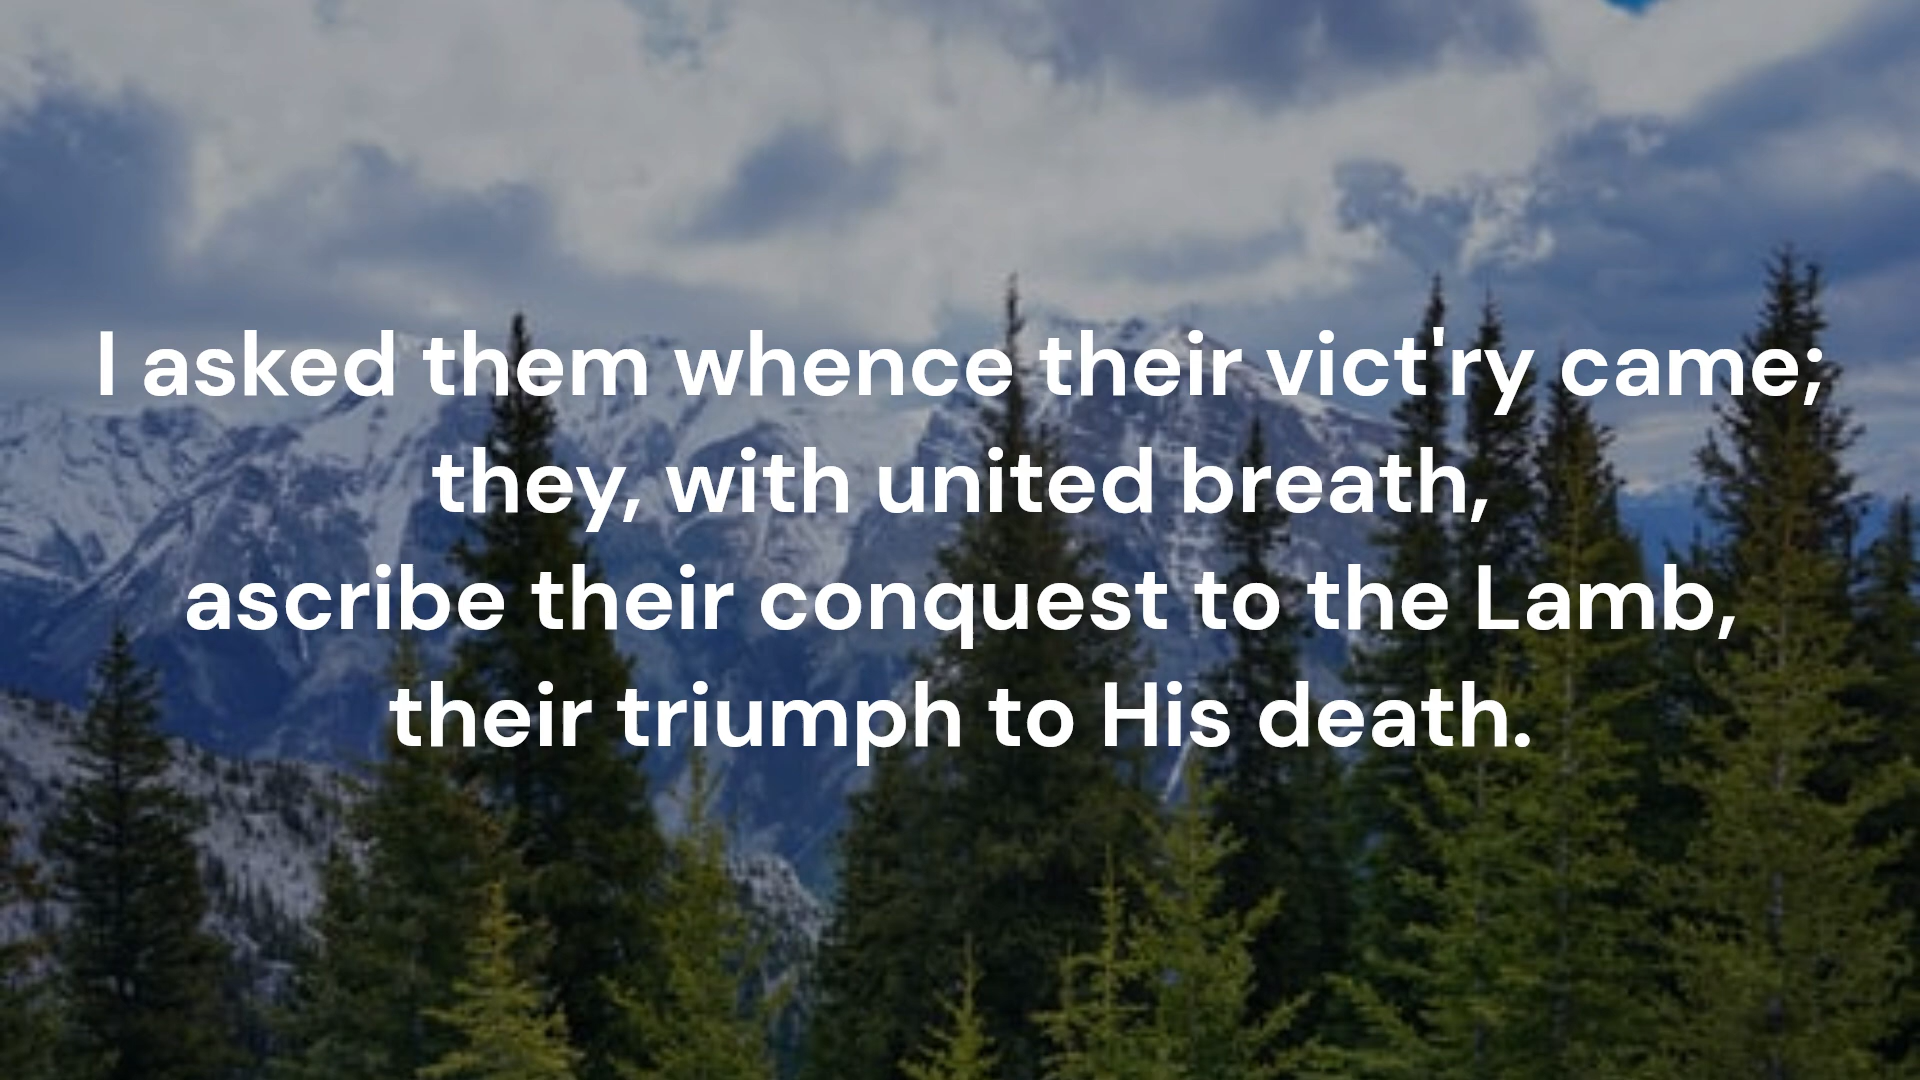 I asked them whence their vict'ry came;
they, with united breath,
ascribe their conquest to the Lamb,
their triumph to His death.